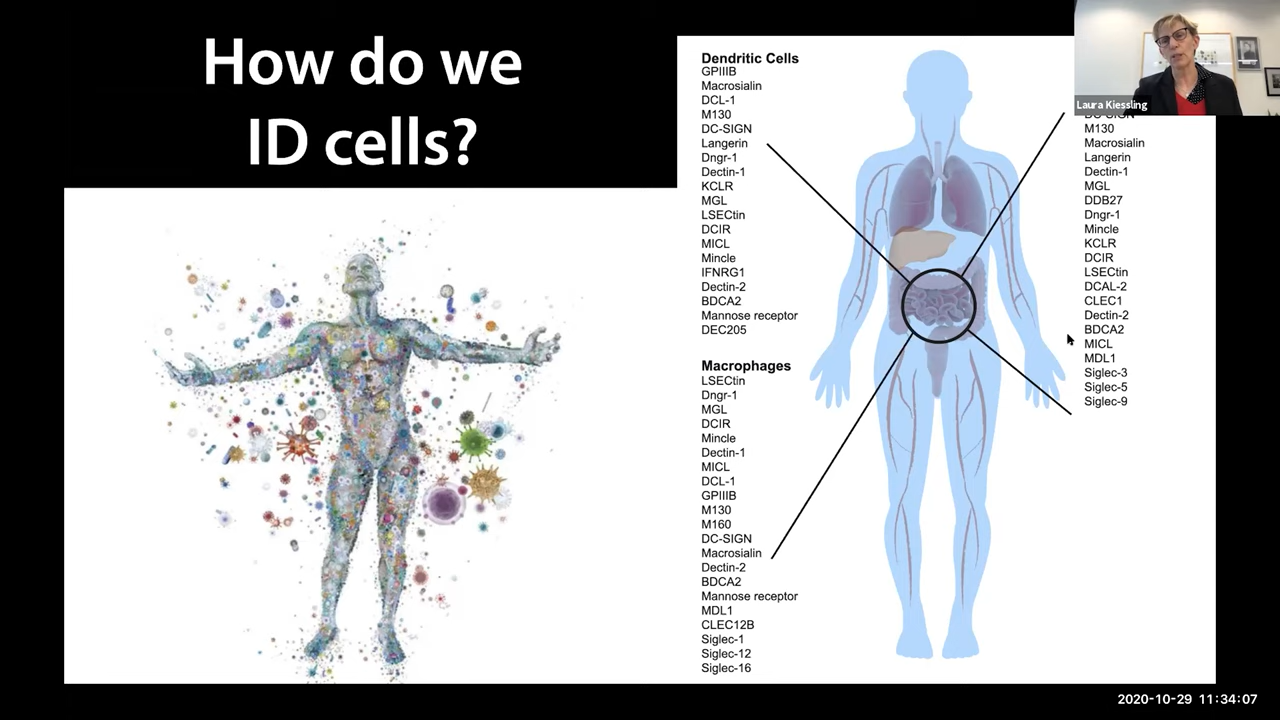 How do we
ID cells?
Dendritic Cells
GPIIIB
Macrosialin
DCL-1
M130
DC-SIGN
Langerin
Dngr-1
Dectin-1
KCLR
MGL
LSECtin
DCIR
MICL
Mincle
IFNRG1
Dectin-2
BDCA2
Mannose receptor
DEC205
Macrophages
LSECtin
Dngr-1
MGL
DCIR
Mincle
Dectin-1
MICL
DCL-1
GPIIIB
M130
M160
DC-SIGN
Macrosialin
Dectin-2
BDCA2
Mannose receptor
MDL1
CLEC12B
Siglec-1
Siglec-12
Siglec-16
Laura Kiessling
DC-SIGN
M130
Macrosialin
Langerin
Dectin-1
MGL
DDB27
Dngr-1
Mincle
KCLR
DCIR
LSECtin
DCAL-2
CLEC1
Dectin-2
BDCA2
MICL
MDL1
Siglec-3
Siglec-5
Siglec-9
2020-10-29 11:34:07